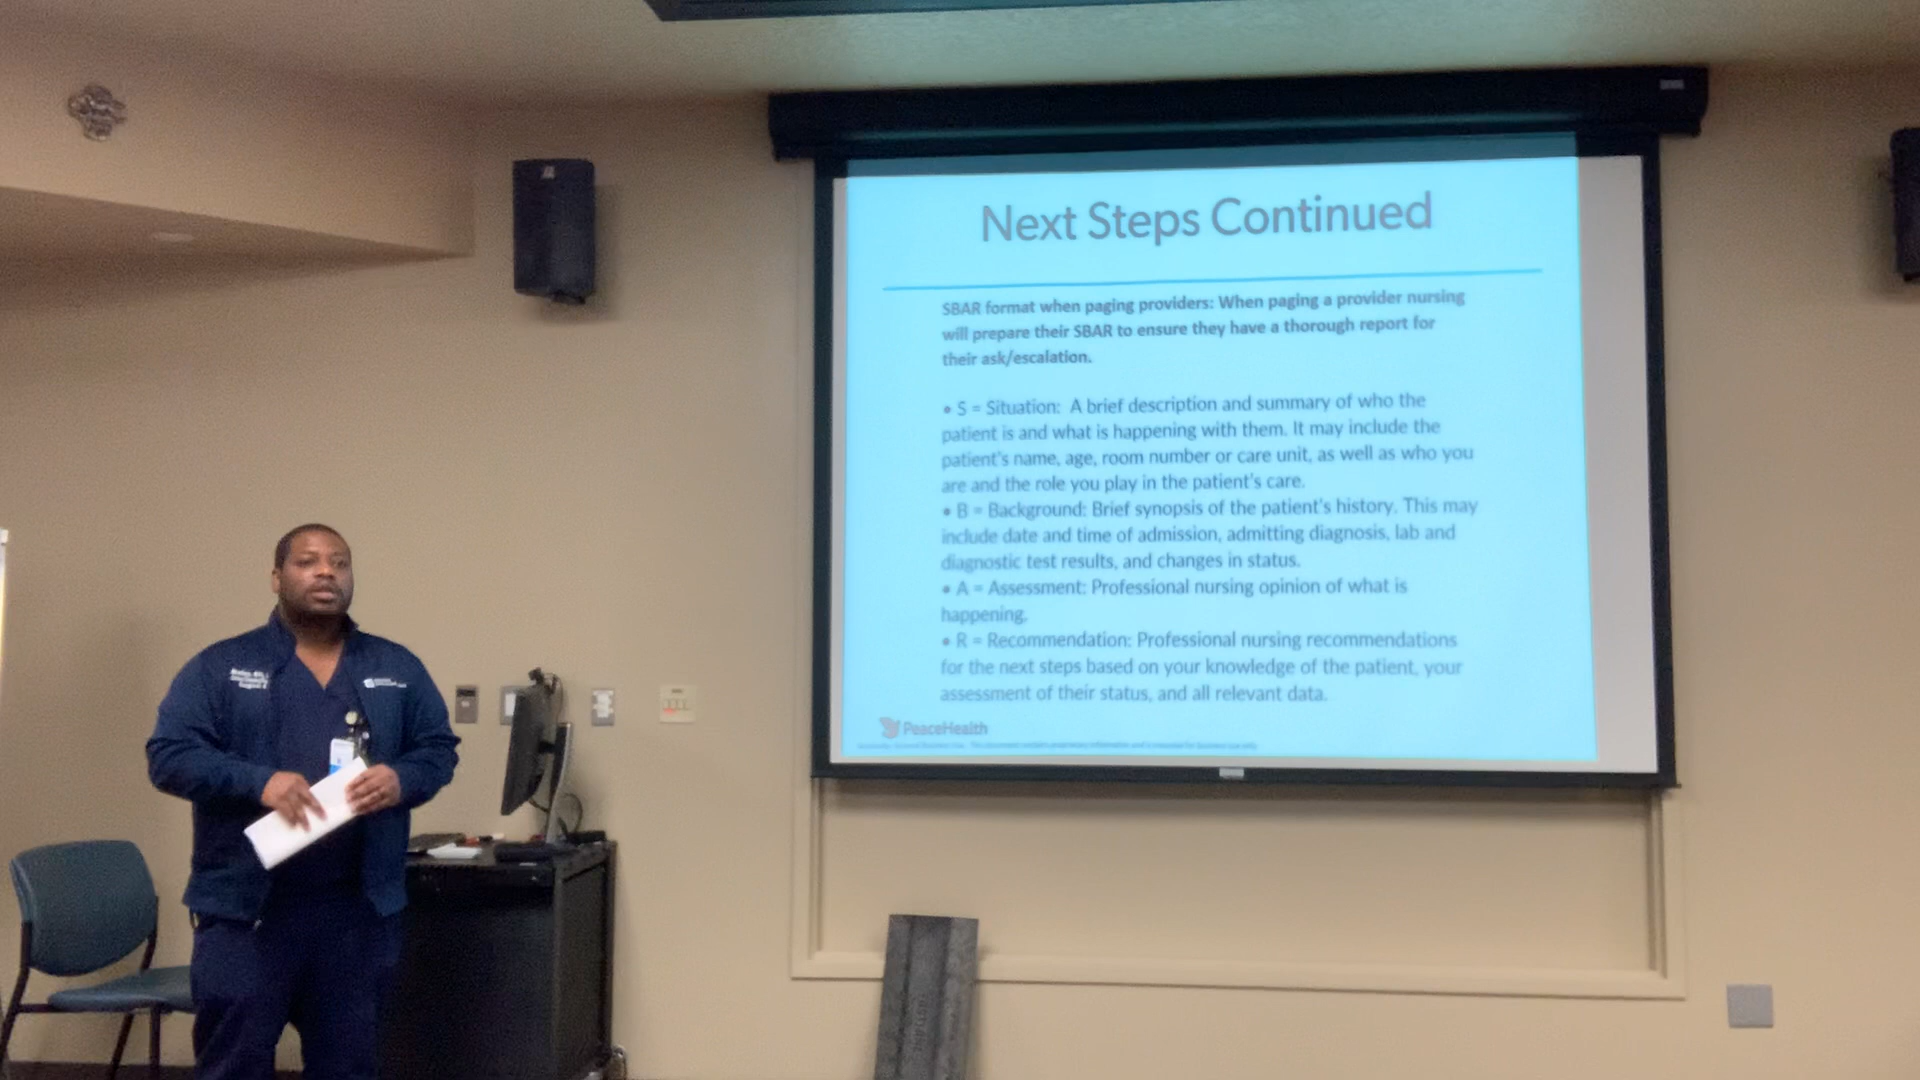 Next Steps Continued
SBAR format when paging providers: When paging a provider nursing
will prepare their SBAR to ensure they have a thorough report for
their ask/escalation.
• S = Situation:  A brief description and summary of who the
patient is and what is happening with them. It may include the
patient's name, age, room number or care unit, as well as who you
are and the role you play in the patient's care.
• B = Background: Brief synopsis of the patient's history. This may
include date and time of admission, admitting diagnosis, lab and
diagnostic test results, and changes in status.
• A = Assessment: Professional nursing opinion of what is
happening.
• R = Recommendation: Professional nursing recommendations
for the next steps based on your knowledge of the patient, your
assessment of their status, and all relevant data.
PeaceHealth